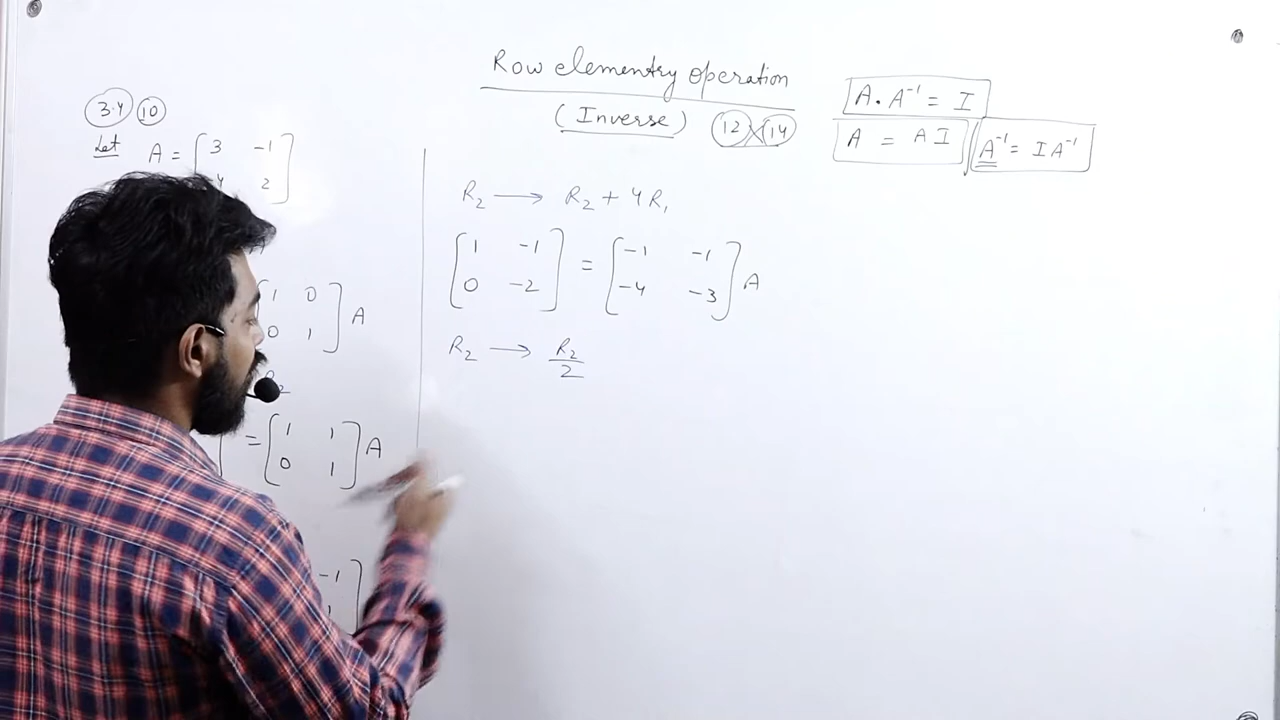 Row elementry operation
(Inverse) 12 14
A . A⁻¹ = I
A = A I
A⁻¹ = I A⁻¹
3.4 10
Let A = [ 3 -1
4 2 ]
1 0
0 1 ] A
2
= [ 1 1
0 1 ] A
-1
R₂ → R₂ + 4R₁
[ 1 -1
0 -2 ] = [ -1 -1
-4 -3 ] A
R₂ → R₂
2